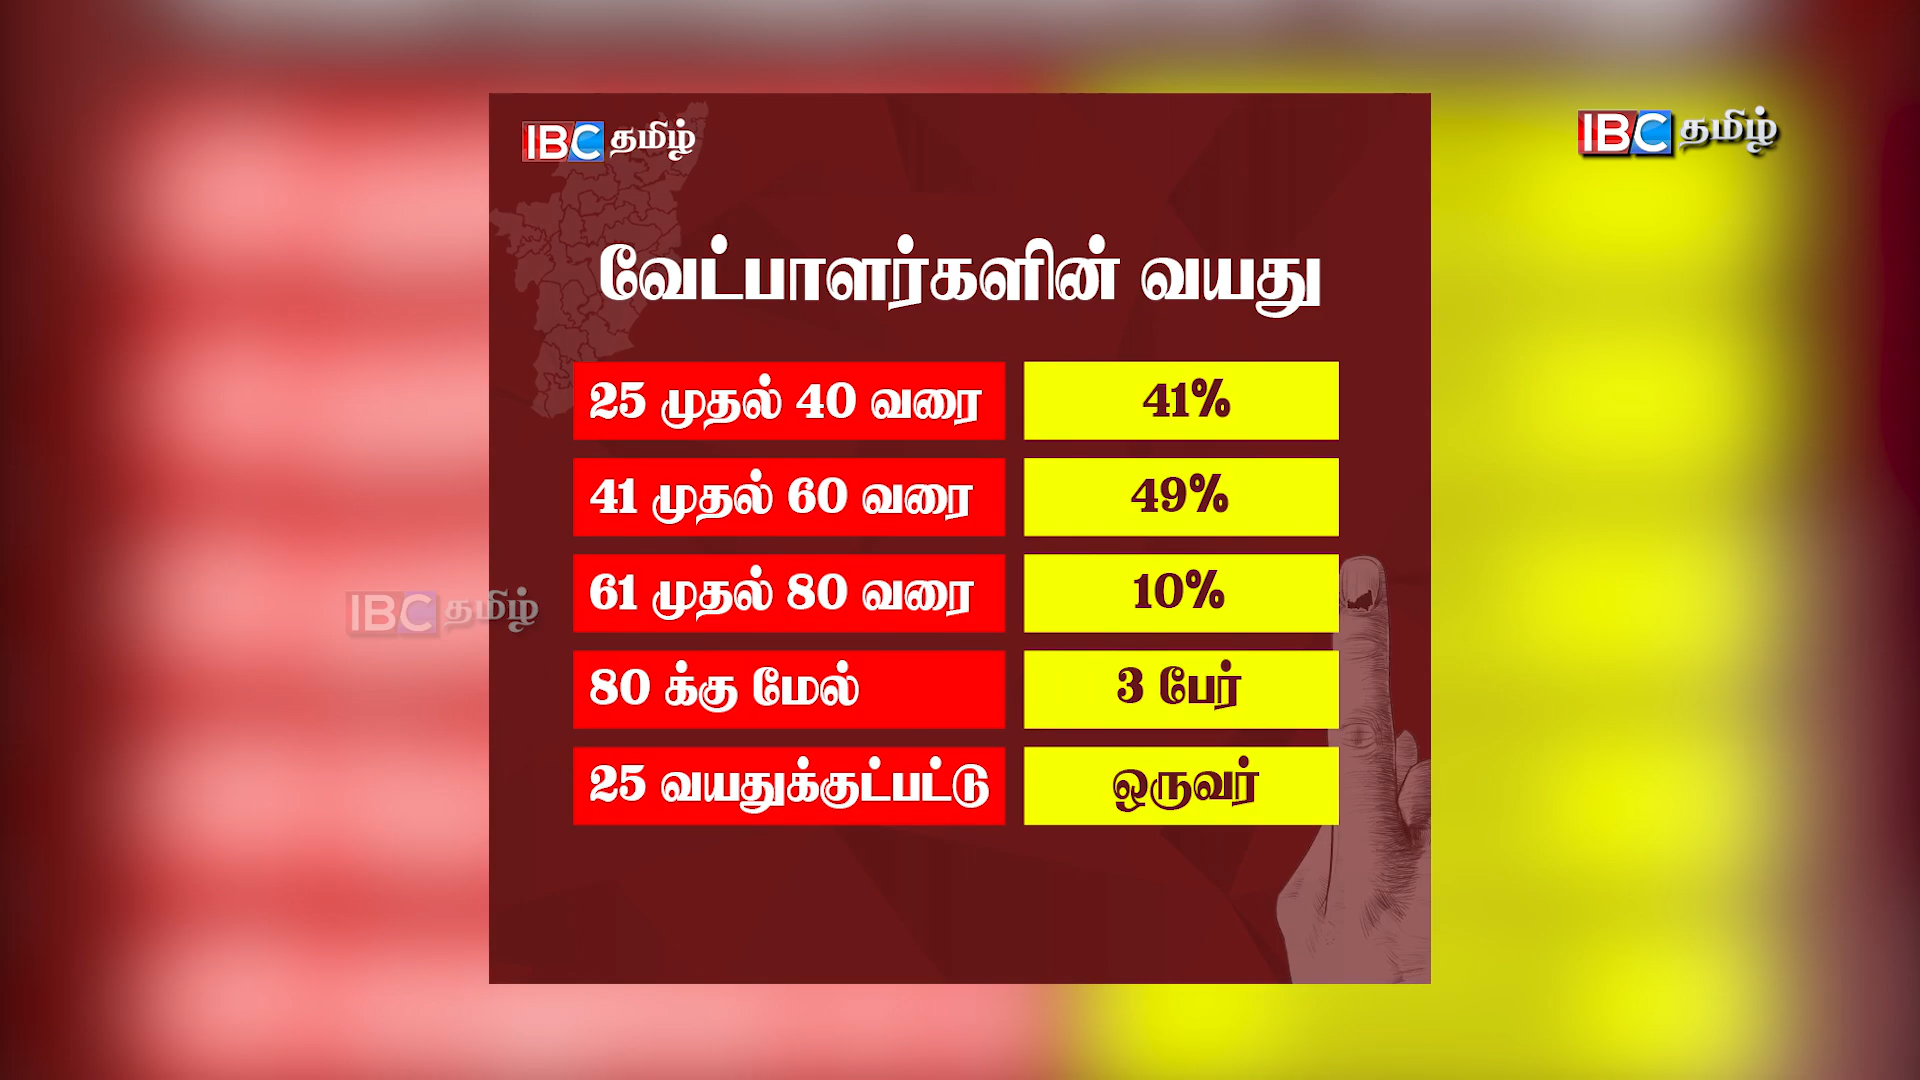 IBC தமிழ்
IBC தமிழ்
வேட்பாளர்களின் வயது
25 முதல் 40 வரை 41%
41 முதல் 60 வரை 49%
61 முதல் 80 வரை 10%
IBC தமிழ்
80 க்கு மேல் 3 பேர்
25 வயதுக்குட்பட்டு ஒருவர்